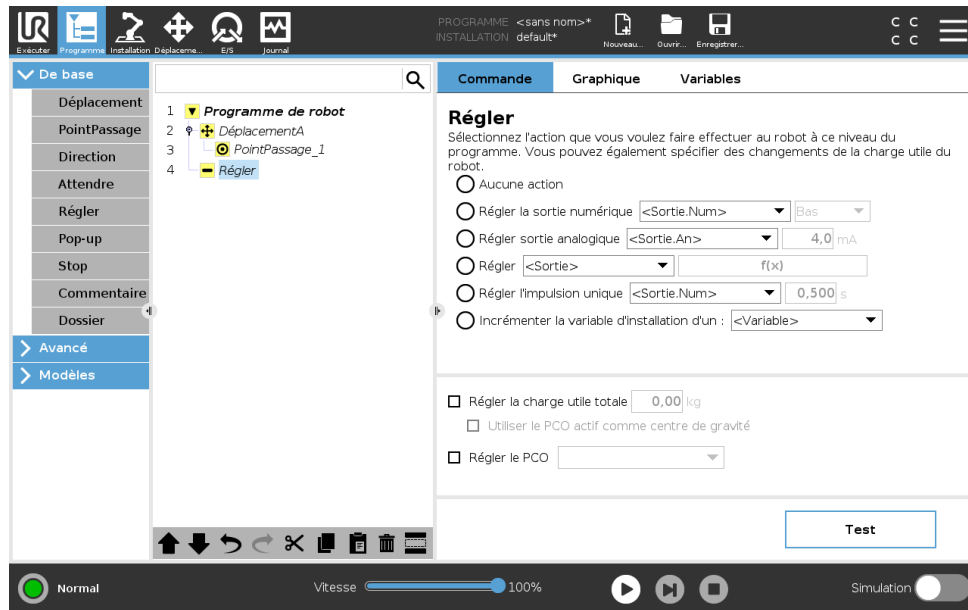 PROGRAMME <sans nom>*
INSTALLATION default*
Exécuter Programme Installation Déplaceme... E/S Journal
Nouveau... Ouvrir... Enregistrer...
C C
C C
De base
Déplacement
PointPassage
Direction
Attendre
Régler
Pop-up
Stop
Commentaire
Dossier
Avancé
Modèles
1 Programme de robot
2 DéplacementA
3 PointPassage_1
4 Régler
Commande Graphique Variables
Régler
Sélectionnez l'action que vous voulez faire effectuer au robot à ce niveau du
programme. Vous pouvez également spécifier des changements de la charge utile du
robot.
Aucune action
Régler la sortie numérique <Sortie.Num> Bas
Régler sortie analogique <Sortie.An> 4,0 mA
Régler <Sortie> f(x)
Régler l'impulsion unique <Sortie.Num> 0,500 s
Incrémenter la variable d'installation d'un : <Variable>
Régler la charge utile totale 0,00 kg
Utiliser le PCO actif comme centre de gravité
Régler le PCO
Test
Normal
Vitesse 100%
Simulation